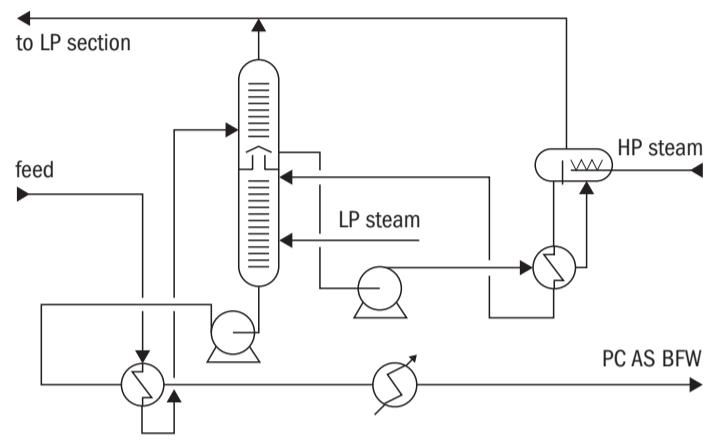 to LP section
HP steam
feed
LP steam
PC AS BFW